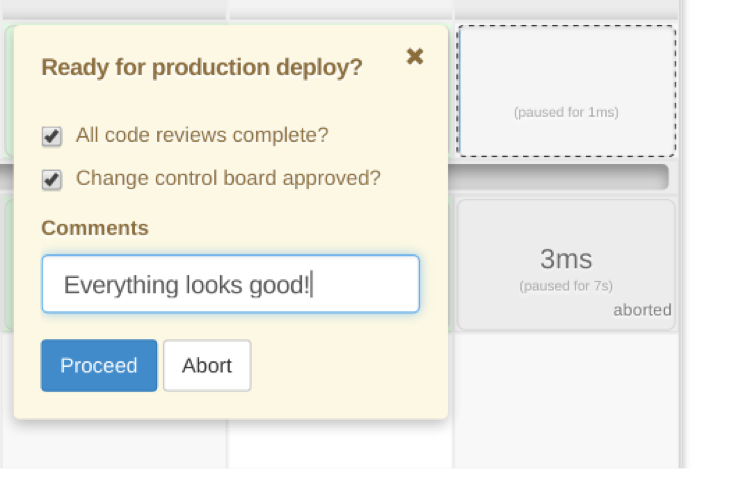 Ready for production deploy?
All code reviews complete?
Change control board approved?
Comments
Everything looks good!
Proceed
Abort
(paused for 1ms)
3ms
(paused for 7s)
aborted